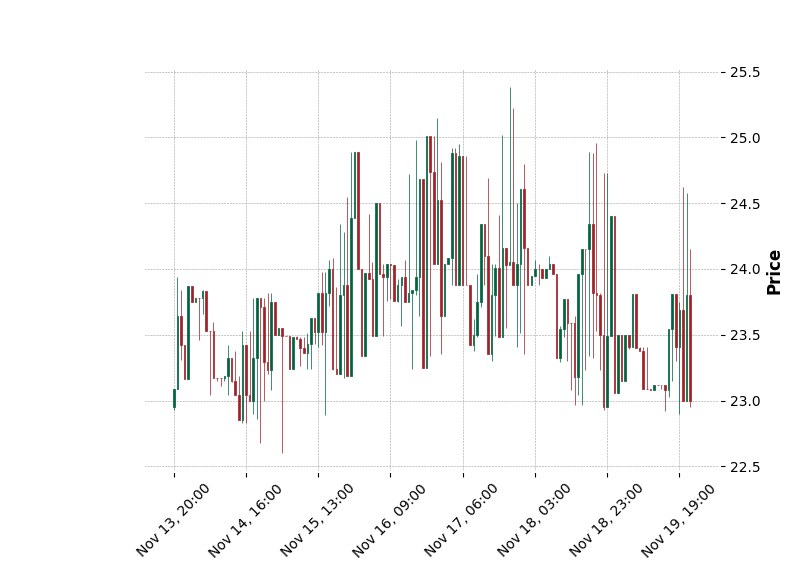 25.5
25.0
24.5
24.0
23.5
23.0
22.5
Price
Nov 13, 20:00
Nov 14, 16:00
Nov 15, 13:00
Nov 16, 09:00
Nov 17, 06:00
Nov 18, 03:00
Nov 18, 23:00
Nov 19, 19:00